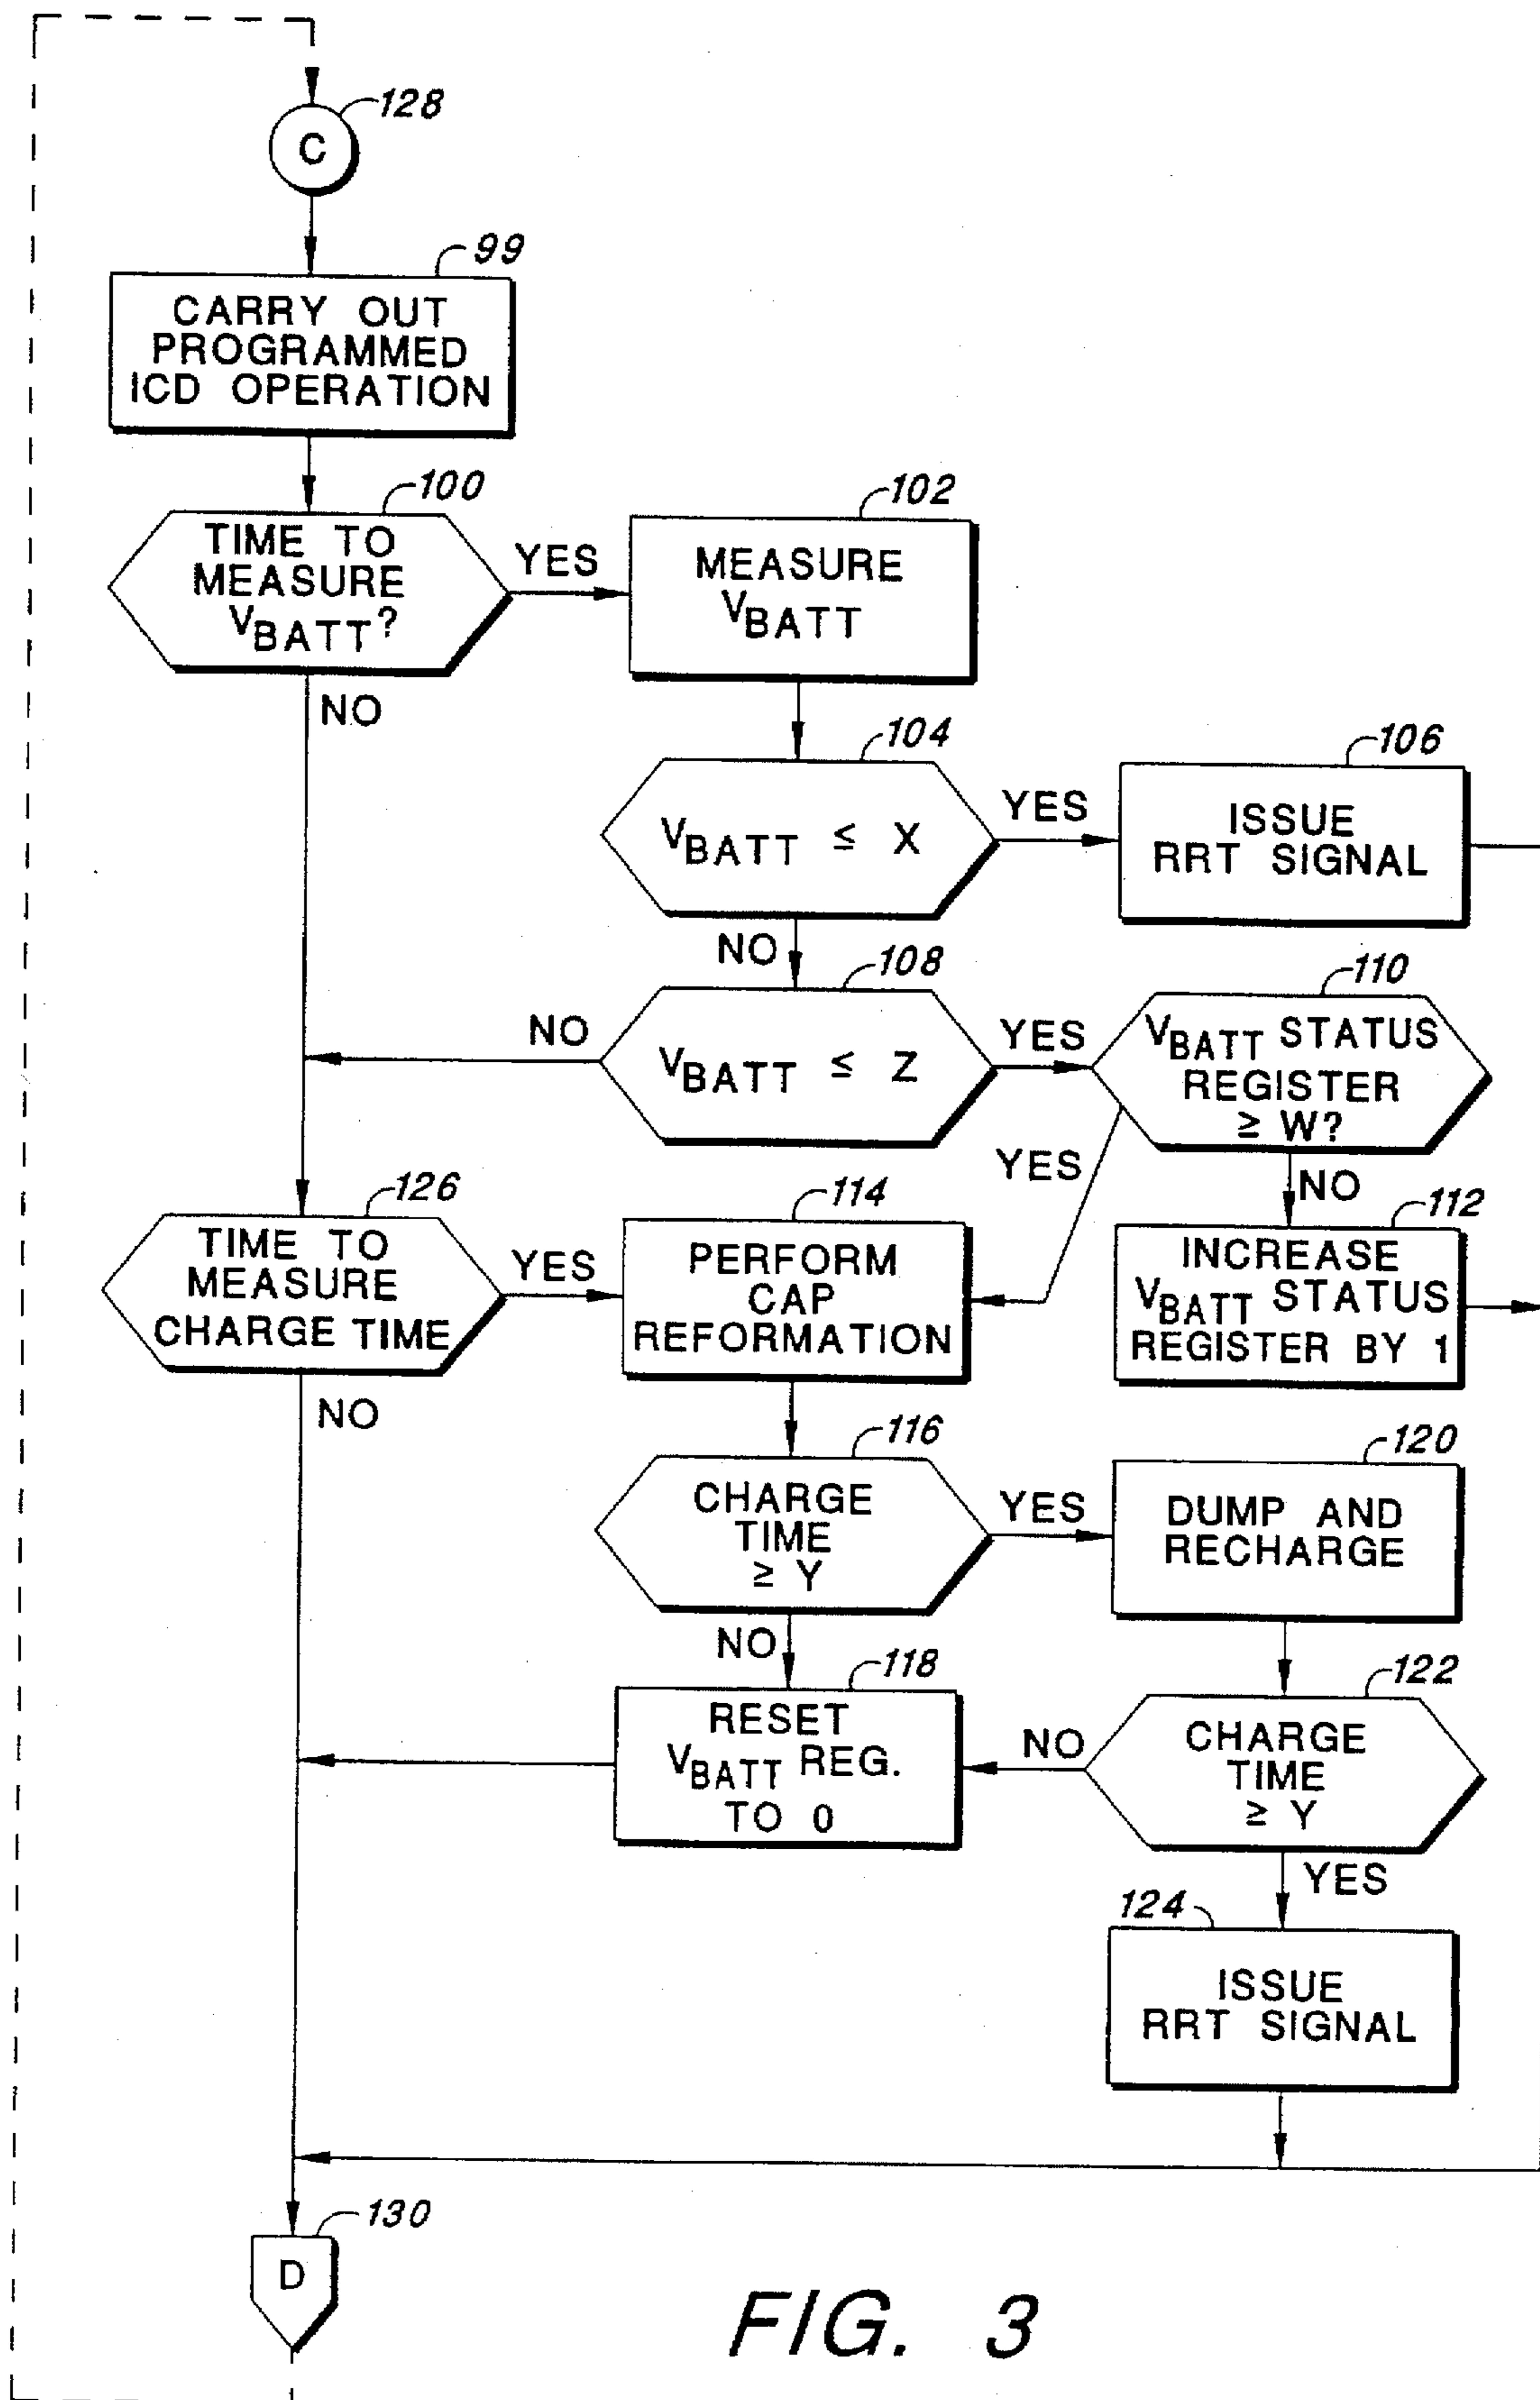 128
C
99
CARRY OUT
PROGRAMMED
ICD OPERATION
100
TIME TO
MEASURE
VBATT?
YES
NO
102
MEASURE
VBATT
104
VBATT ≤ X
YES
NO
106
ISSUE
RRT SIGNAL
108
VBATT ≤ Z
NO
YES
110
VBATT STATUS
REGISTER
≥ W?
YES
NO
112
INCREASE
VBATT STATUS
REGISTER BY 1
126
TIME TO
MEASURE
CHARGE TIME
YES
NO
114
PERFORM
CAP
REFORMATION
116
CHARGE
TIME
≥ Y
YES
NO
120
DUMP AND
RECHARGE
118
RESET
VBATT REG.
TO 0
122
CHARGE
TIME
≥ Y
NO
YES
124
ISSUE
RRT SIGNAL
130
D
FIG. 3